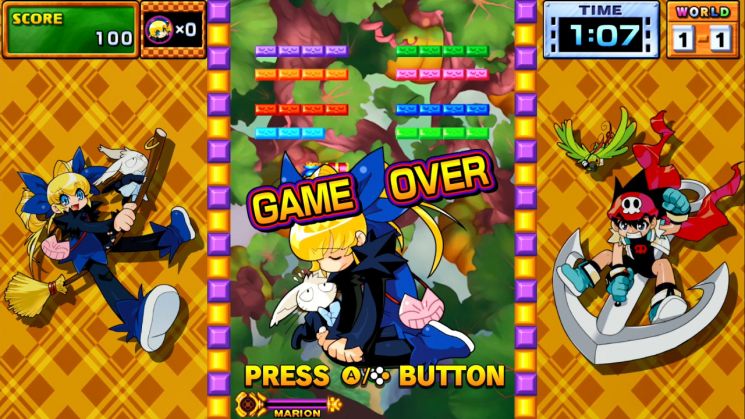 SCORE
100
×0
TIME
1:07
WORLD
1-1
GAME OVER
PRESS A/ BUTTON
MARION